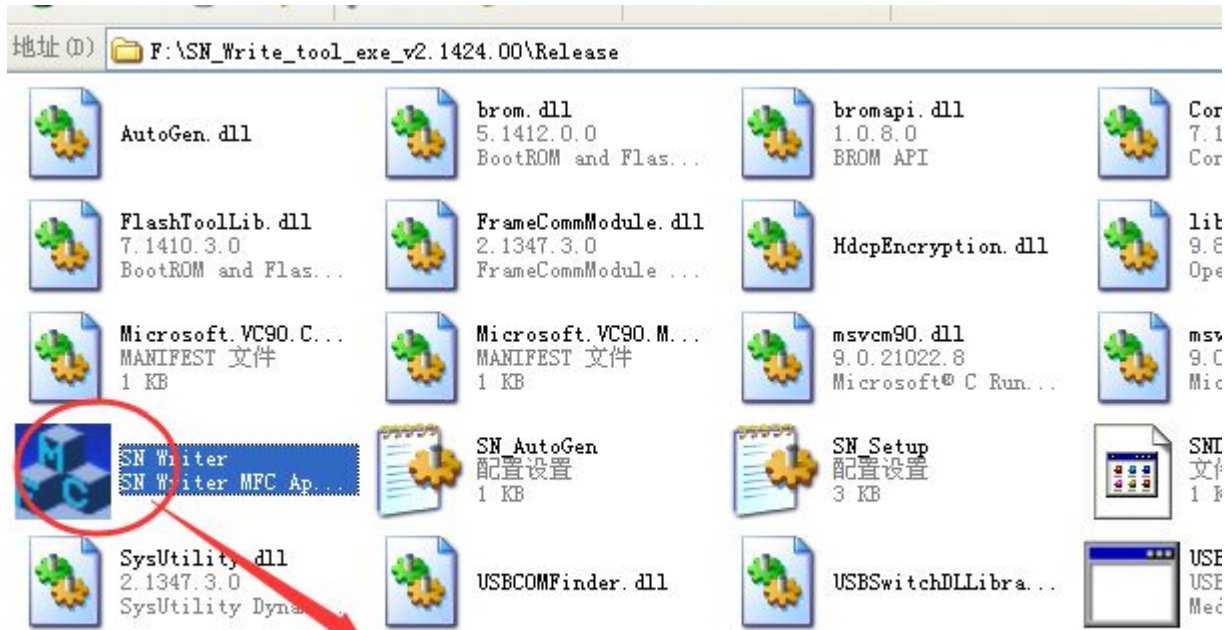 地址(D) F:\SN_Write_tool_exe_v2.1424.00\Release
AutoGen.dll
brom.dll
5.1412.0.0
BootROM and Flas...
bromapi.dll
1.0.8.0
BROM API
FlashToolLib.dll
7.1410.3.0
BootROM and Flas...
FrameCommModule.dll
2.1347.3.0
FrameCommModule ...
HdcpEncryption.dll
Microsoft.VC90.C...
MANIFEST 文件
1 KB
Microsoft.VC90.M...
MANIFEST 文件
1 KB
msvcm90.dll
9.0.21022.8
Microsoft® C Run...
SN Writer
SN Writer MFC Ap...
SN_AutoGen
配置设置
1 KB
SN_Setup
配置设置
3 KB
SysUtility.dll
2.1347.3.0
SysUtility Dyna...
USBCOMFinder.dll
USBSwitchDLLibra...